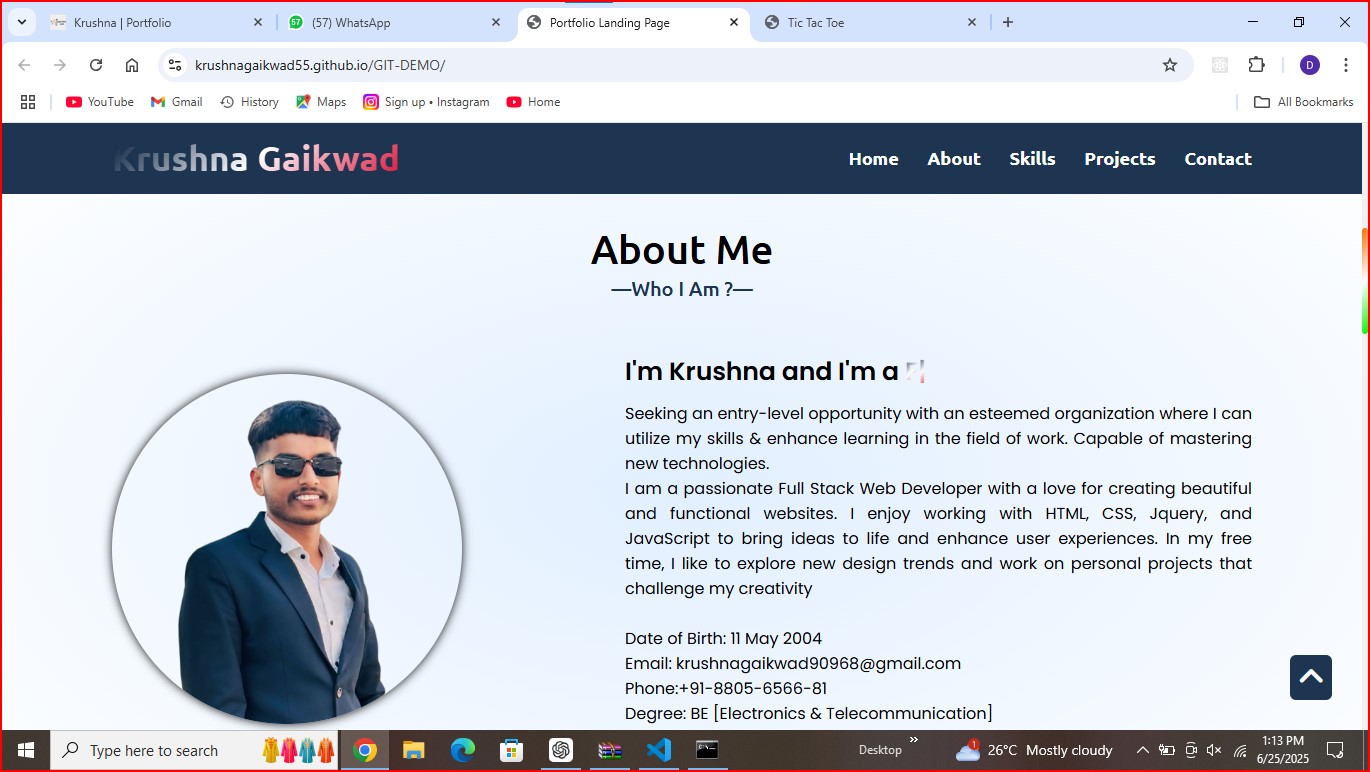 Krushna | Portfolio
57
(57) WhatsApp
Portfolio Landing Page
Tic Tac Toe
krushnagaikwad55.github.io/GIT-DEMO/
D
YouTube
Gmail
History
Maps
Sign up • Instagram
Home
All Bookmarks
Krushna Gaikwad
Home
About
Skills
Projects
Contact
About Me
—Who I Am ?—
I'm Krushna and I'm a
Seeking an entry-level opportunity with an esteemed organization where I can
utilize my skills & enhance learning in the field of work. Capable of mastering
new technologies.
I am a passionate Full Stack Web Developer with a love for creating beautiful
and functional websites. I enjoy working with HTML, CSS, Jquery, and
JavaScript to bring ideas to life and enhance user experiences. In my free
time, I like to explore new design trends and work on personal projects that
challenge my creativity
Date of Birth: 11 May 2004
Email: krushnagaikwad90968@gmail.com
Phone:+91-8805-6566-81
Degree: BE [Electronics & Telecommunication]
Type here to search
Desktop
1
26°C Mostly cloudy
1:13 PM
6/25/2025